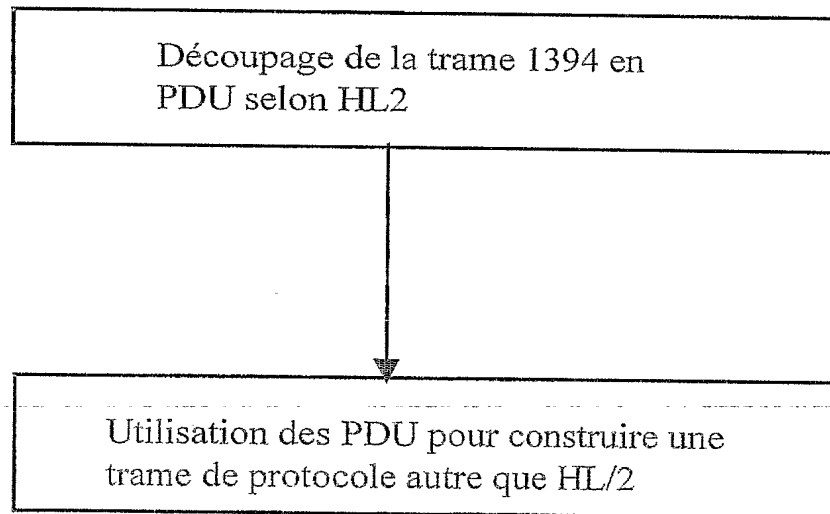 Découpage de la trame 1394 en
PDU selon HL2
Utilisation des PDU pour construire une
trame de protocole autre que HL/2